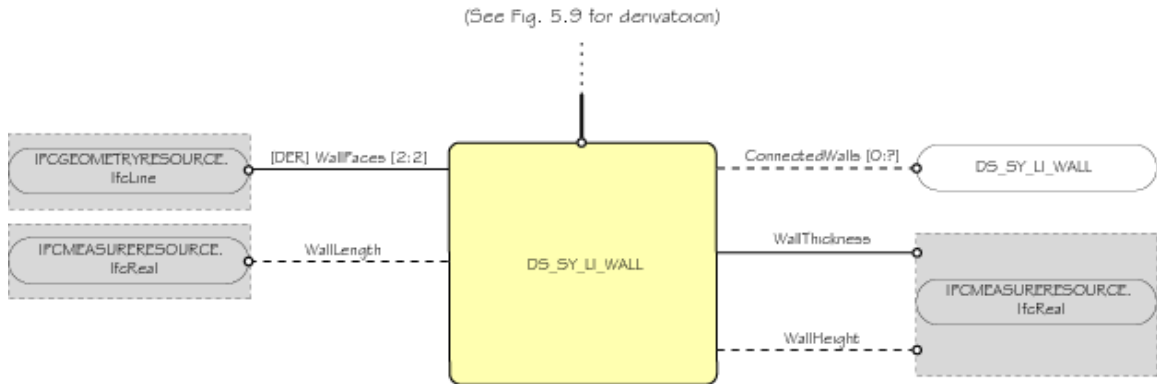 (See Fig. 5.9 for derivatoion)
IFCGEOMETRYRESOURCE.
IfcLine
[DER] WallFaces [2:2]
ConnectedWalls [0:?]
DS_SY_LI_WALL
IFCMEASURERESOURCE.
IfcReal
WallLength
DS_SY_LI_WALL
WallThickness
IFCMEASURERESOURCE.
IfcReal
WallHeight